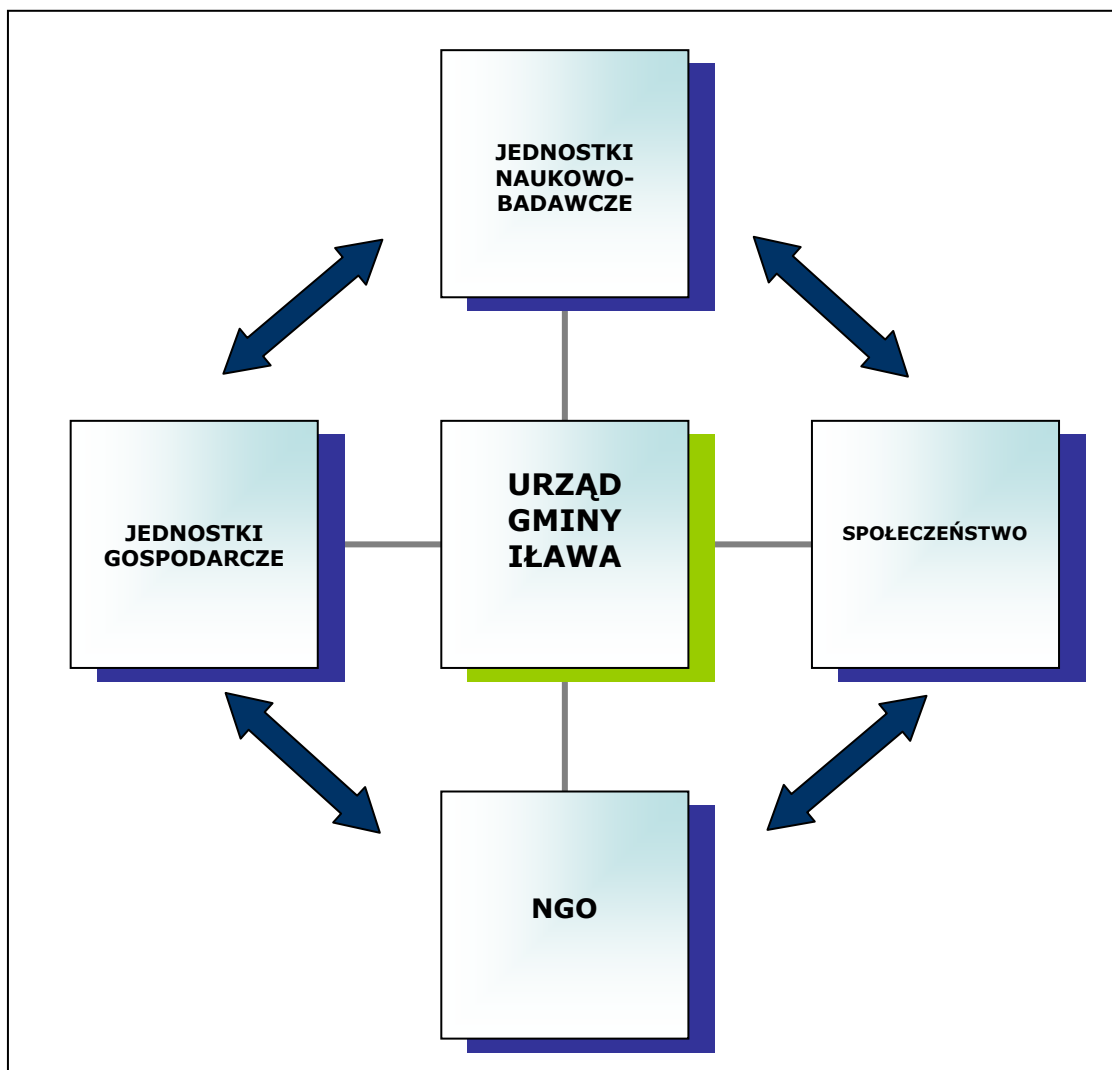 JEDNOSTKI
NAUKOWO-
BADAWCZE
JEDNOSTKI
GOSPODARCZE
URZĄD
GMINY
IŁAWA
SPOŁECZEŃSTWO
NGO